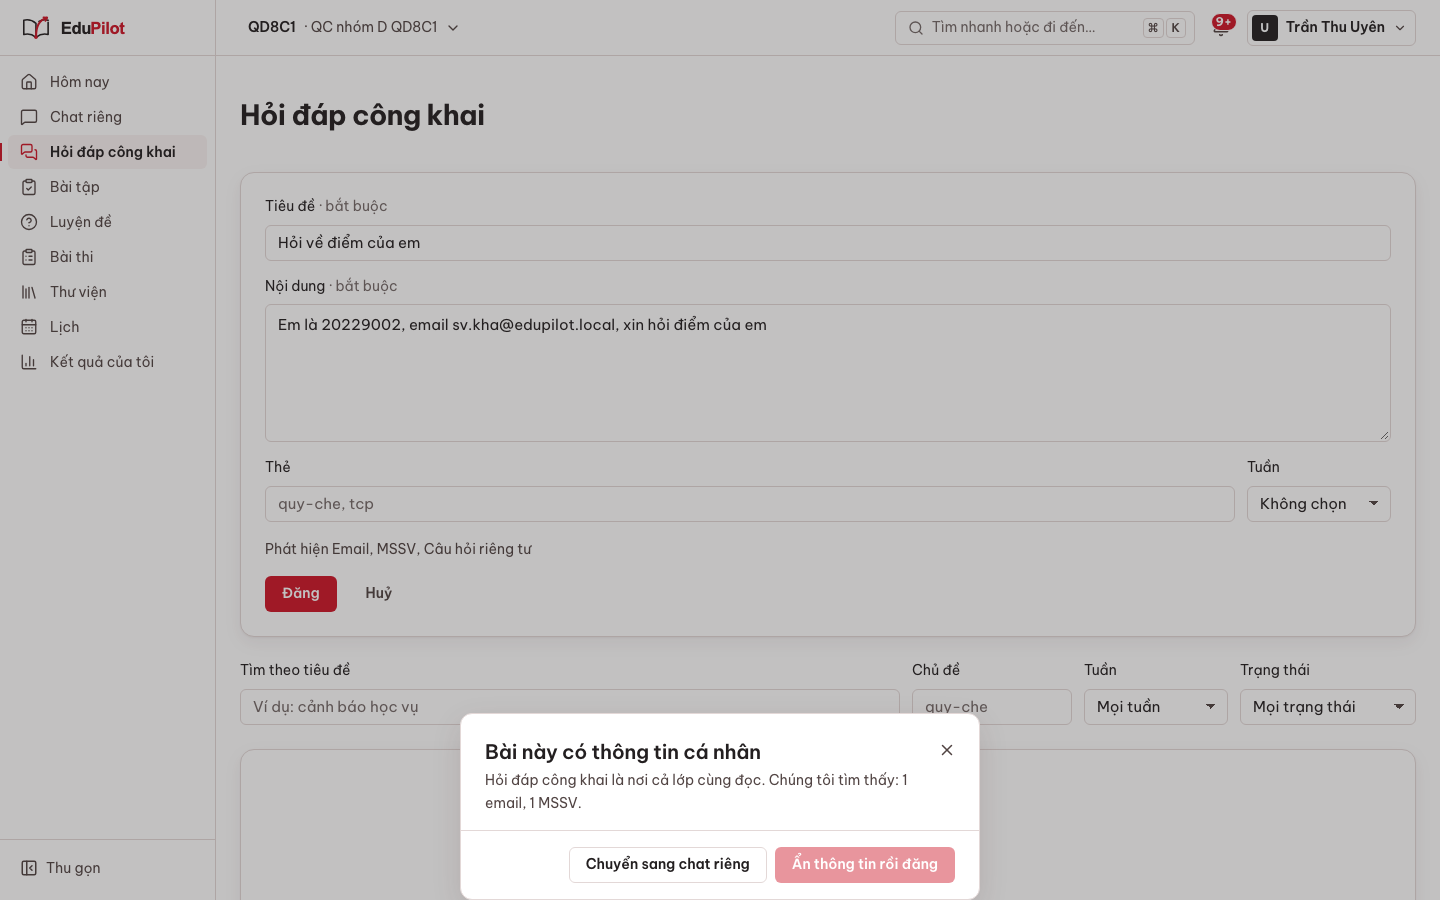 EduPilot
QD8C1 · QC nhóm D QD8C1
Tìm nhanh hoặc đi đến...
⌘ K
9+
U
Trần Thu Uyên
Hôm nay
Chat riêng
Hỏi đáp công khai
Bài tập
Luyện đề
Bài thi
Thư viện
Lịch
Kết quả của tôi
Thu gọn
Hỏi đáp công khai
Tiêu đề · bắt buộc
Hỏi về điểm của em
Nội dung · bắt buộc
Em là 20229002, email sv.kha@edupilot.local, xin hỏi điểm của em
Thẻ
Tuần
quy-che, tcp
Không chọn
Phát hiện Email, MSSV, Câu hỏi riêng tư
Đăng
Huỷ
Tìm theo tiêu đề
Chủ đề
Tuần
Trạng thái
Ví dụ: cảnh báo học vụ
quy-che
Mọi tuần
Mọi trạng thái
Bài này có thông tin cá nhân
Hỏi đáp công khai là nơi cả lớp cùng đọc. Chúng tôi tìm thấy: 1
email, 1 MSSV.
Chuyển sang chat riêng
Ẩn thông tin rồi đăng